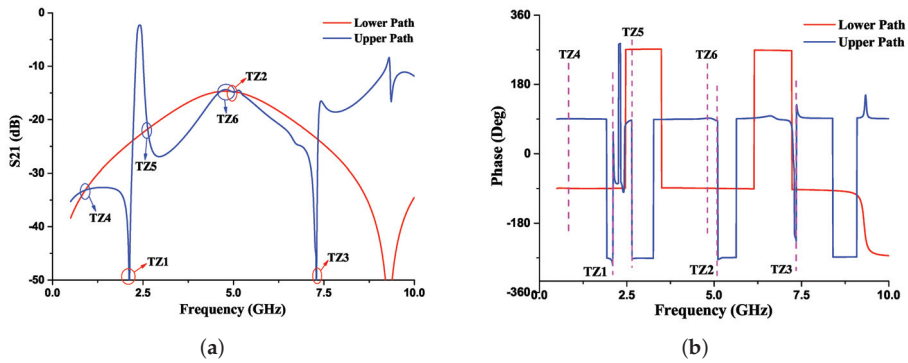 Lower Path
Upper Path
S21 (dB)
0
-10
-20
-30
-40
-50
TZ2
TZ6
TZ5
TZ4
TZ1
TZ3
0.0
2.5
5.0
7.5
10.0
Frequency (GHz)
(a)
Lower Path
Upper Path
Phase (Deg)
360
180
0
-180
-360
TZ5
TZ4
TZ6
TZ1
TZ2
TZ3
0.0
2.5
5.0
7.5
10.0
Frequency (GHz)
(b)